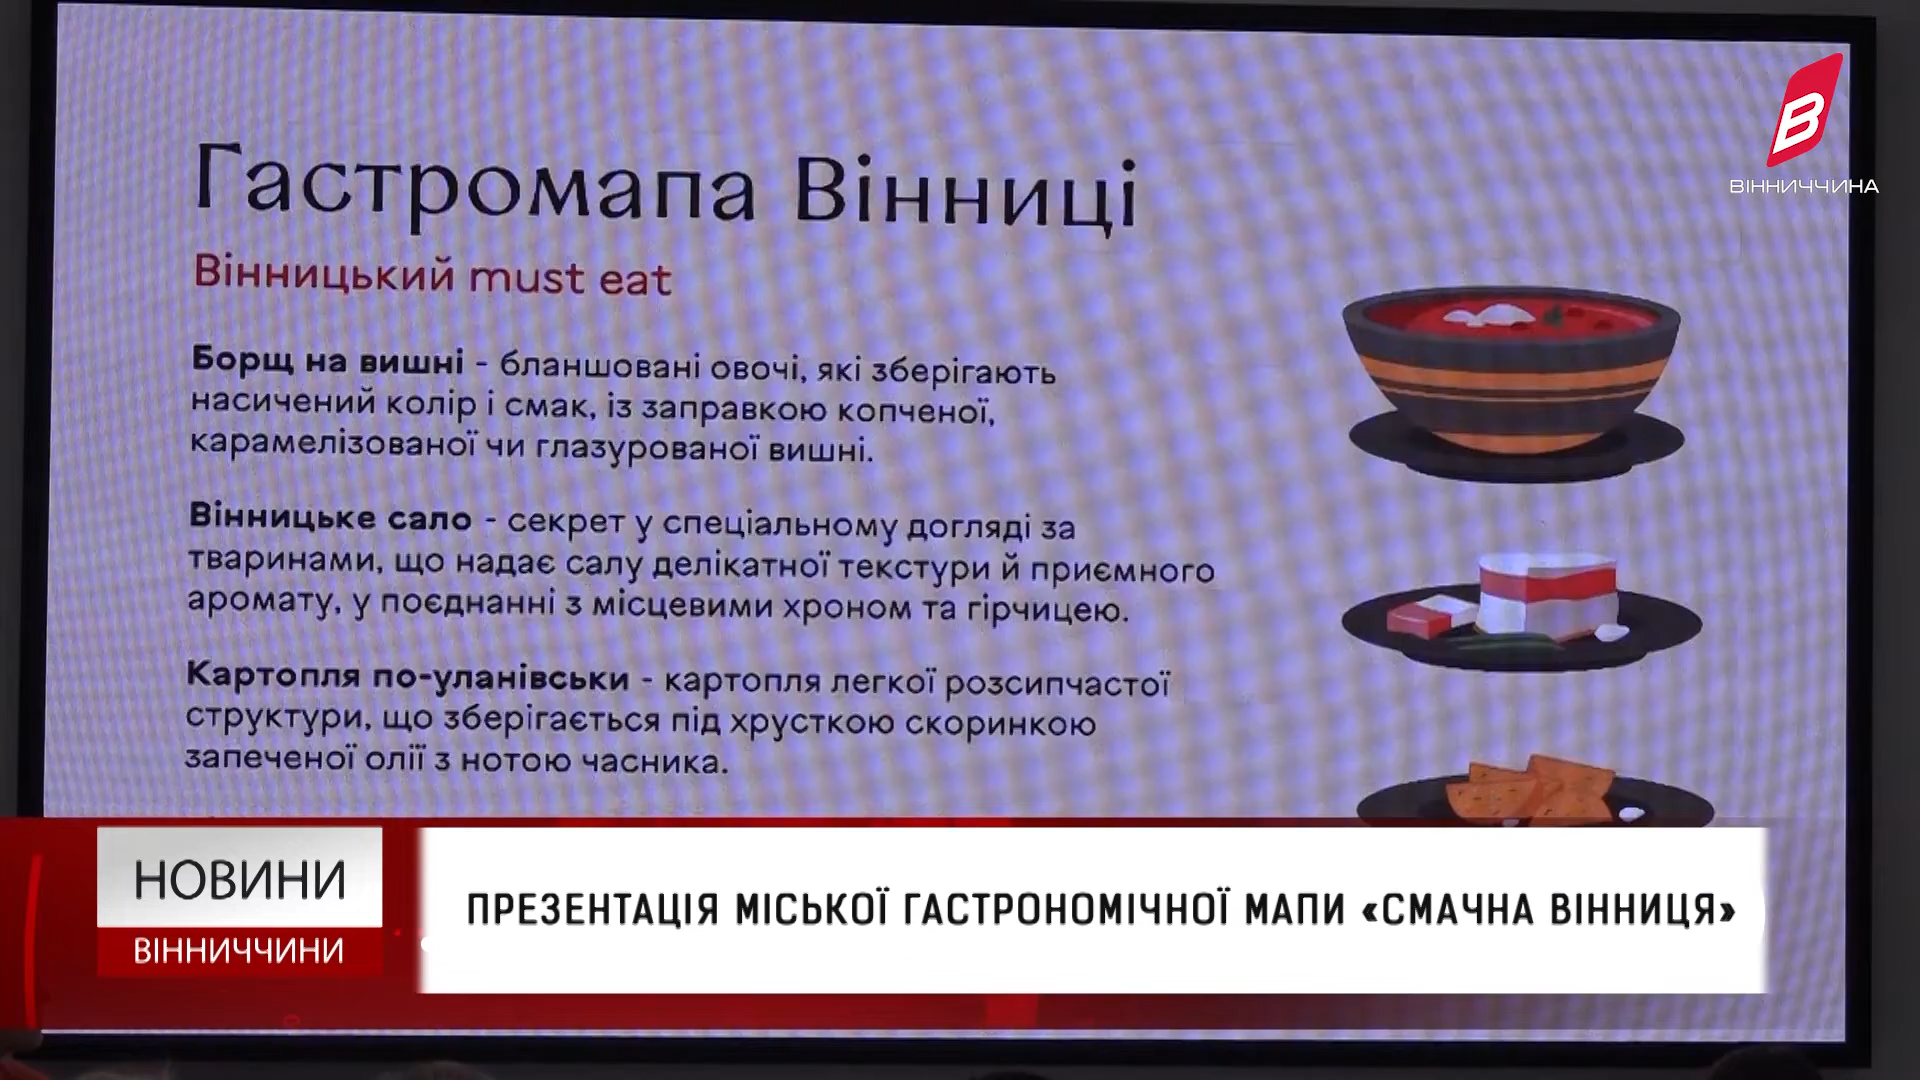 В
ВІННИЧЧИНА
Гастромапа Вінниці
Вінницький must eat
Борщ на вишні - бланшовані овочі, які зберігають
насичений колір і смак, із заправкою копченої,
карамелізованої чи глазурованої вишні.
Вінницьке сало - секрет у спеціальному догляді за
тваринами, що надає салу делікатної текстури й приємного
аромату, у поєднанні з місцевими хроном та гірчицею.
Картопля по-уланівськи - картопля легкої розсипчастої
структури, що зберігається під хрусткою скоринкою
запеченої олії з нотою часника.
НОВИНИ
ВІННИЧЧИНИ
ПРЕЗЕНТАЦІЯ МІСЬКОЇ ГАСТРОНОМІЧНОЇ МАПИ «СМАЧНА ВІННИЦЯ»